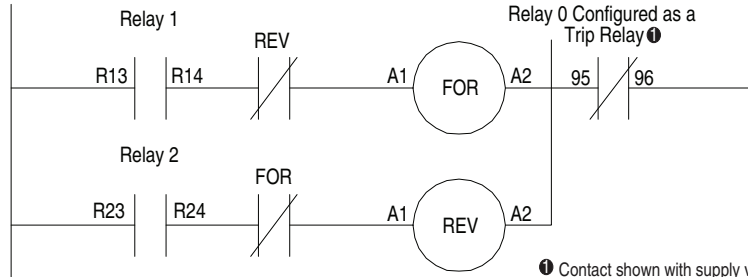 Relay 1
Relay 0 Configured as a
Trip Relay❶
REV
R13 R14 A1 FOR A2 95 96
Relay 2
FOR
R23 R24 A1 REV A2
❶ Contact shown with supply